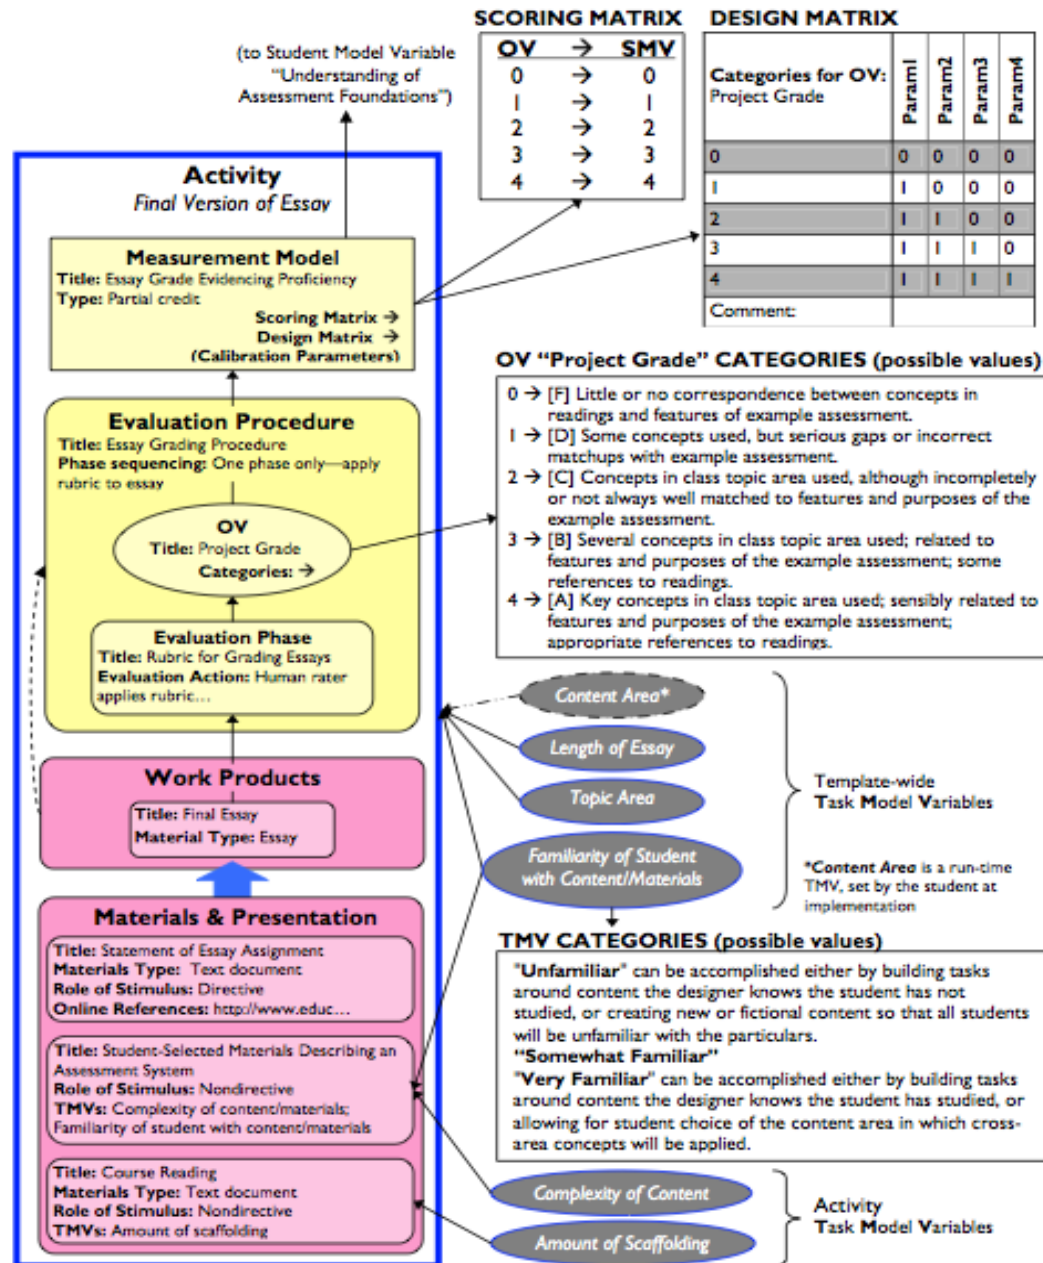 SCORING MATRIX
OV → SMV
0 → 0
1 → 1
2 → 2
3 → 3
4 → 4
DESIGN MATRIX
Categories for OV:
Project Grade
Param1
Param2
Param3
Param4
0 0 0 0 0
1 1 0 0 0
2 1 1 0 0
3 1 1 1 0
4 1 1 1 1
Comment:
(to Student Model Variable
"Understanding of
Assessment Foundations")
Activity
Final Version of Essay
Measurement Model
Title: Essay Grade Evidencing Proficiency
Type: Partial credit
Scoring Matrix →
Design Matrix →
(Calibration Parameters)
Evaluation Procedure
Title: Essay Grading Procedure
Phase sequencing: One phase only—apply
rubric to essay
OV
Title: Project Grade
Categories: →
Evaluation Phase
Title: Rubric for Grading Essays
Evaluation Action: Human rater
applies rubric...
Work Products
Title: Final Essay
Material Type: Essay
Materials & Presentation
Title: Statement of Essay Assignment
Materials Type: Text document
Role of Stimulus: Directive
Online References: http://www.educ...
Title: Student-Selected Materials Describing an
Assessment System
Role of Stimulus: Nondirective
TMVs: Complexity of content/materials;
Familiarity of student with content/materials
Title: Course Reading
Materials Type: Text document
Role of Stimulus: Nondirective
TMVs: Amount of scaffolding
OV "Project Grade" CATEGORIES (possible values)
0 → [F] Little or no correspondence between concepts in
readings and features of example assessment.
1 → [D] Some concepts used, but serious gaps or incorrect
matchups with example assessment.
2 → [C] Concepts in class topic area used, although incompletely
or not always well matched to features and purposes of the
example assessment.
3 → [B] Several concepts in class topic area used; related to
features and purposes of the example assessment; some
references to readings.
4 → [A] Key concepts in class topic area used; sensibly related to
features and purposes of the example assessment;
appropriate references to readings.
Content Area*
Length of Essay
Topic Area
Familiarity of Student
with Content/Materials
Template-wide
Task Model Variables
*Content Area is a run-time
TMV, set by the student at
implementation
TMV CATEGORIES (possible values)
"Unfamiliar" can be accomplished either by building tasks
around content the designer knows the student has not
studied, or creating new or fictional content so that all students
will be unfamiliar with the particulars.
"Somewhat Familiar"
"Very Familiar" can be accomplished either by building tasks
around content the designer knows the student has studied, or
allowing for student choice of the content area in which cross-
area concepts will be applied.
Complexity of Content
Amount of Scaffolding
Activity
Task Model Variables